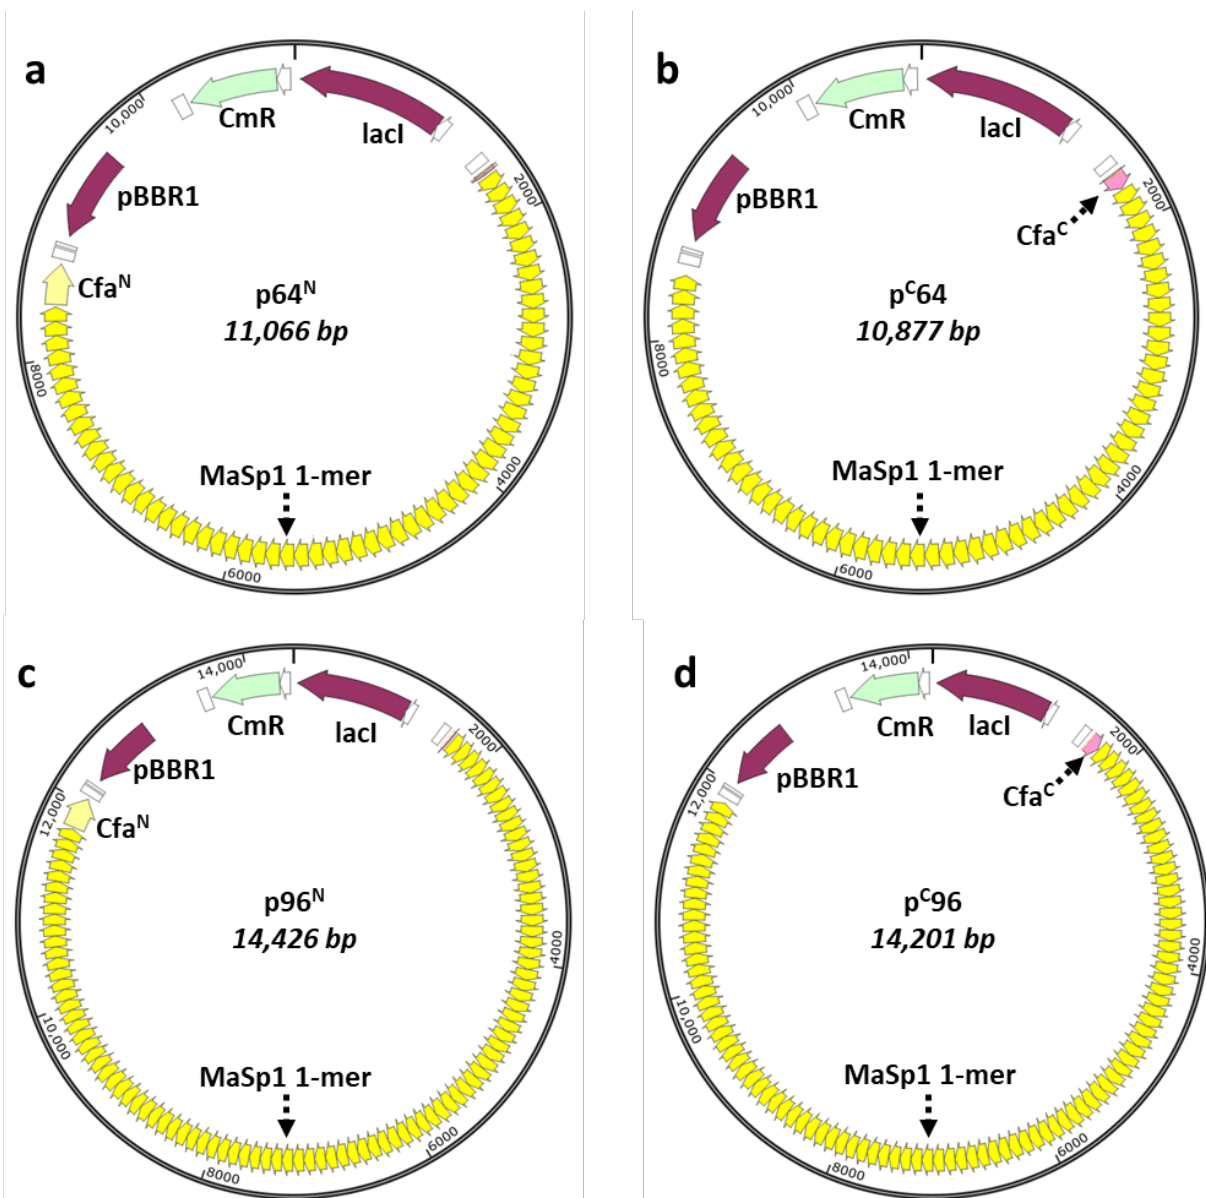 a
CmR
lacI
pBBR1
Cfaᴺ
10,000
2000
4000
6000
8000
p64ᴺ
11,066 bp
MaSp1 1-mer
b
CmR
lacI
pBBR1
Cfaᶜ
10,000
2000
4000
6000
8000
pᶜ64
10,877 bp
MaSp1 1-mer
c
CmR
lacI
pBBR1
Cfaᴺ
14,000
2000
4000
6000
8000
10,000
12,000
p96ᴺ
14,426 bp
MaSp1 1-mer
d
CmR
lacI
pBBR1
Cfaᶜ
14,000
2000
4000
6000
8000
10,000
12,000
pᶜ96
14,201 bp
MaSp1 1-mer